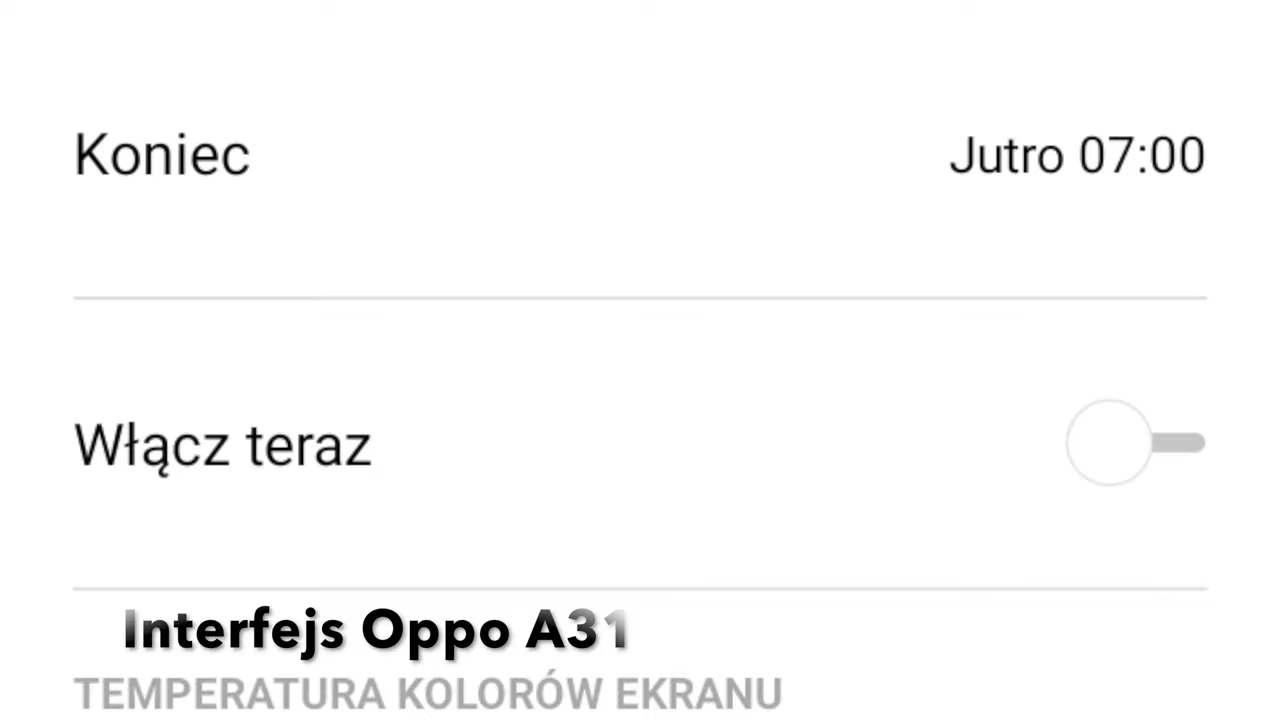 Koniec Jutro 07:00
Włącz teraz
Interfejs Oppo A31
TEMPERATURA KOLORÓW EKRANU